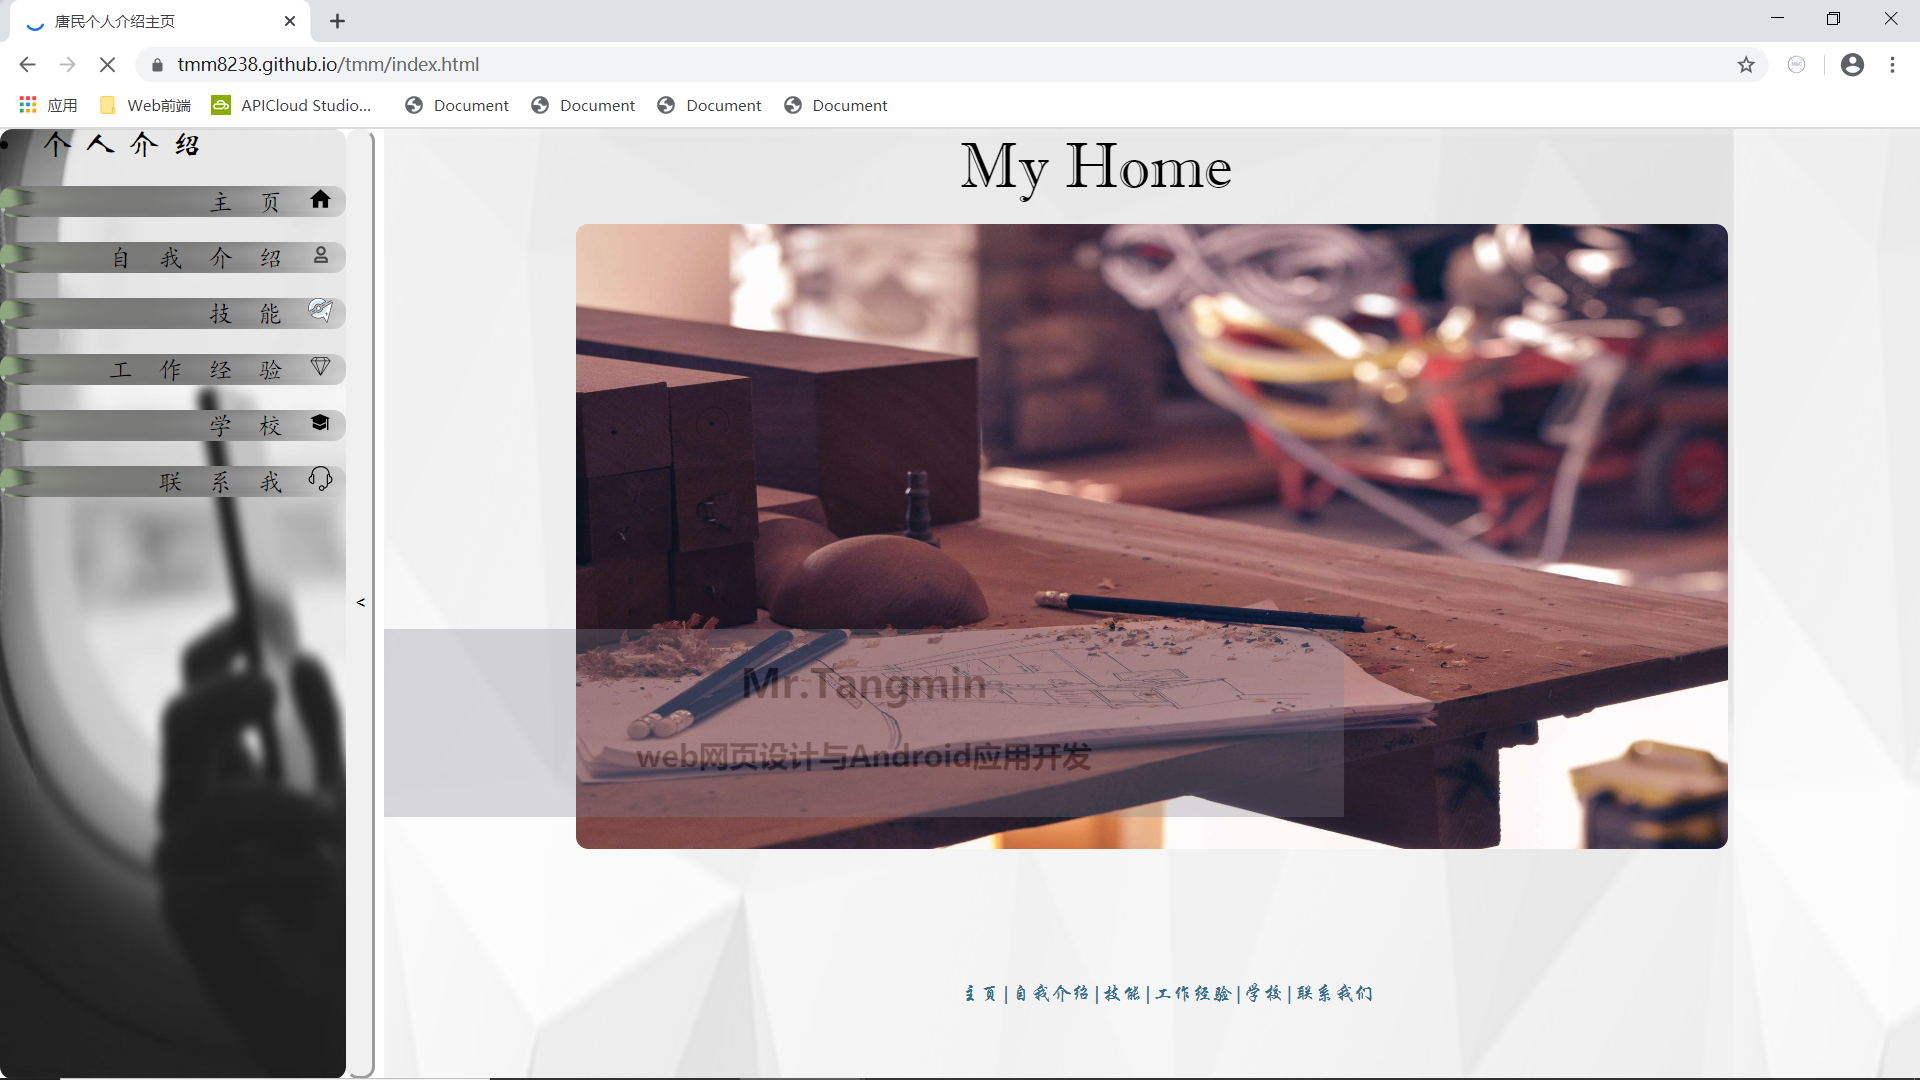 唐民个人介绍主页
tmm8238.github.io/tmm/index.html
应用 Web前端 APICloud Studio... Document Document Document Document
个人介绍
主页
自我介绍
技能
工作经验
学校
联系我
<
My Home
Mr.Tangmin
web网页设计与Android应用开发
主页|自我介绍|技能|工作经验|学校|联系我们